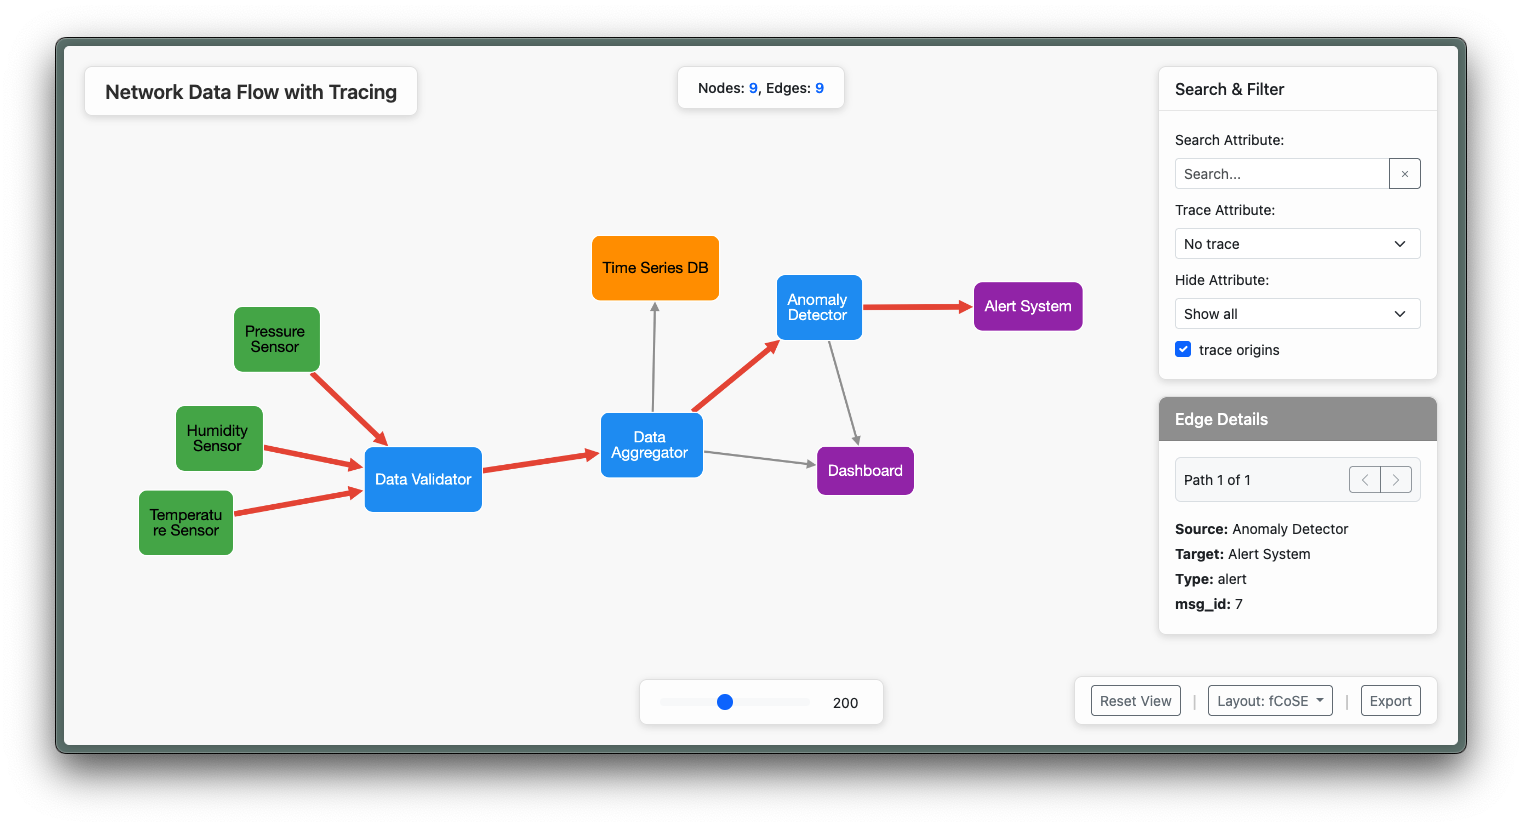 Network Data Flow with Tracing
Nodes: 9, Edges: 9
Search & Filter
Search Attribute:
Search...
×
Trace Attribute:
No trace
Hide Attribute:
Show all
trace origins
Time Series DB
Anomaly
Detector
Alert System
Pressure
Sensor
Humidity
Sensor
Temperatu
re Sensor
Data Validator
Data
Aggregator
Dashboard
Edge Details
Path 1 of 1
Source: Anomaly Detector
Target: Alert System
Type: alert
msg_id: 7
200
Reset View
|
Layout: fCoSE
|
Export